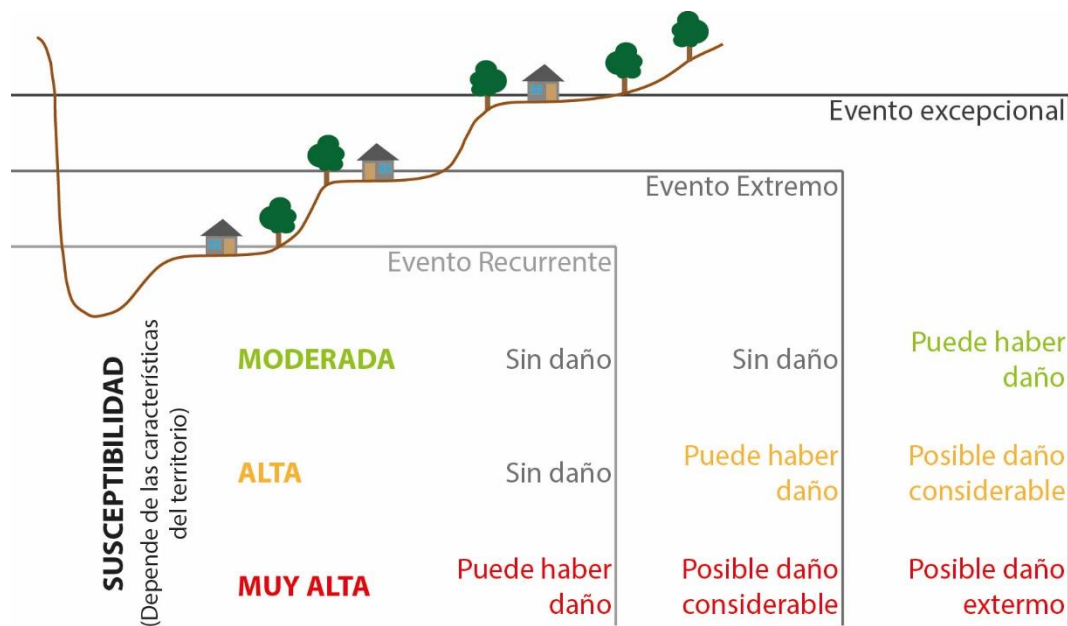 Evento excepcional
Evento Extremo
Evento Recurrente
SUSCEPTIBILIDAD
(Depende de las características
del territorio)
MODERADA
Sin daño
Sin daño
Puede haber
daño
ALTA
Sin daño
Puede haber
daño
Posible daño
considerable
MUY ALTA
Puede haber
daño
Posible daño
considerable
Posible daño
extermo